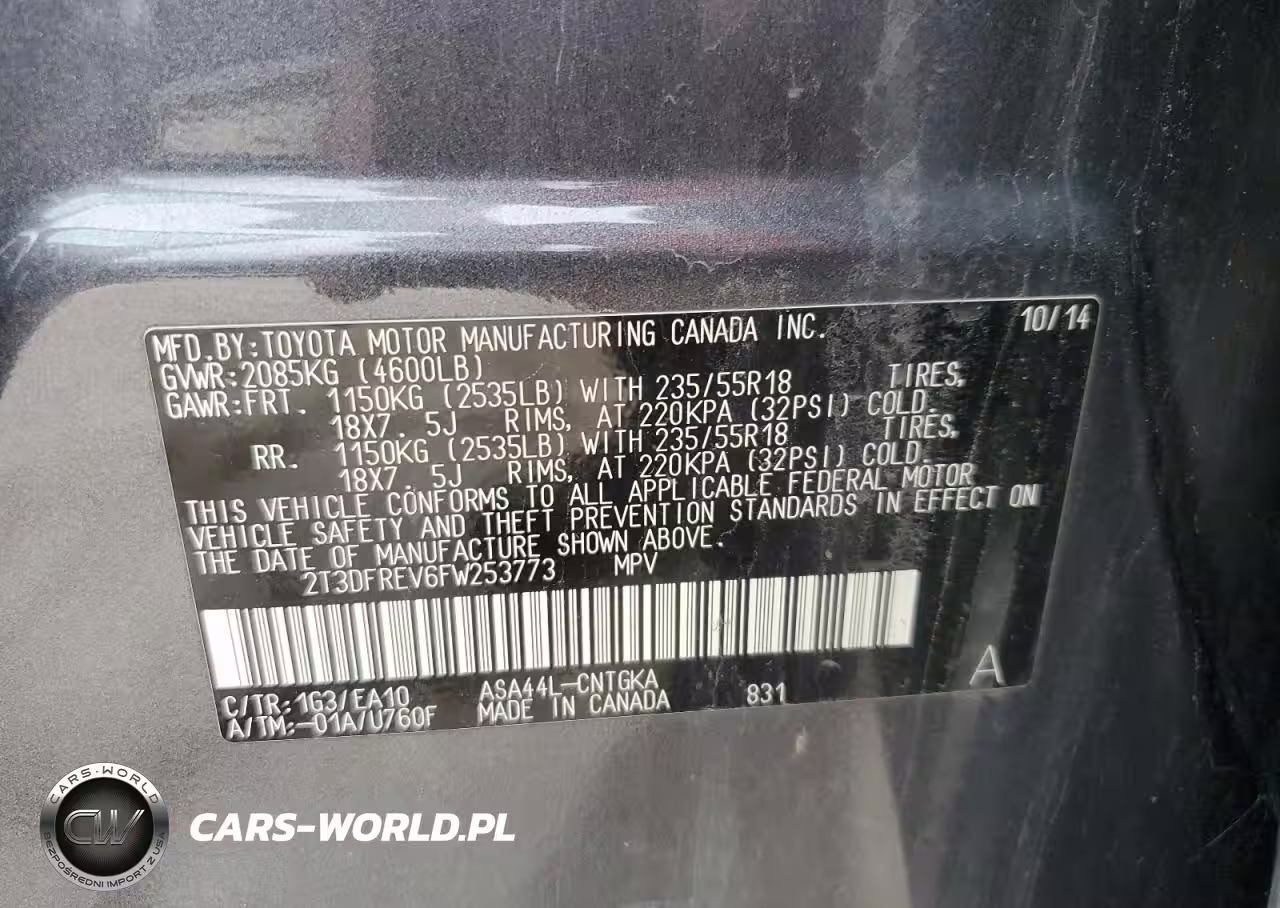 MFD.BY:TOYOTA MOTOR MANUFACTURING CANADA INC. 10/14
GVWR:2085KG (4600LB)
GAWR:FRT. 1150KG (2535LB) WITH 235/55R18 TIRES,
18X7.5J RIMS, AT 220KPA (32PSI) COLD.
RR. 1150KG (2535LB) WITH 235/55R18 TIRES,
18X7.5J RIMS, AT 220KPA (32PSI) COLD.
THIS VEHICLE CONFORMS TO ALL APPLICABLE FEDERAL MOTOR
VEHICLE SAFETY AND THEFT PREVENTION STANDARDS IN EFFECT ON
THE DATE OF MANUFACTURE SHOWN ABOVE.
2T3DFREV6FW253773 MPV
C/TR:1G3/EA10 ASA44L-CNTGKA 831 A
A/TM:-01A/U760F MADE IN CANADA
CARS-WORLD
CW
BEZPOŚREDNI IMPORT Z USA
CARS-WORLD.PL